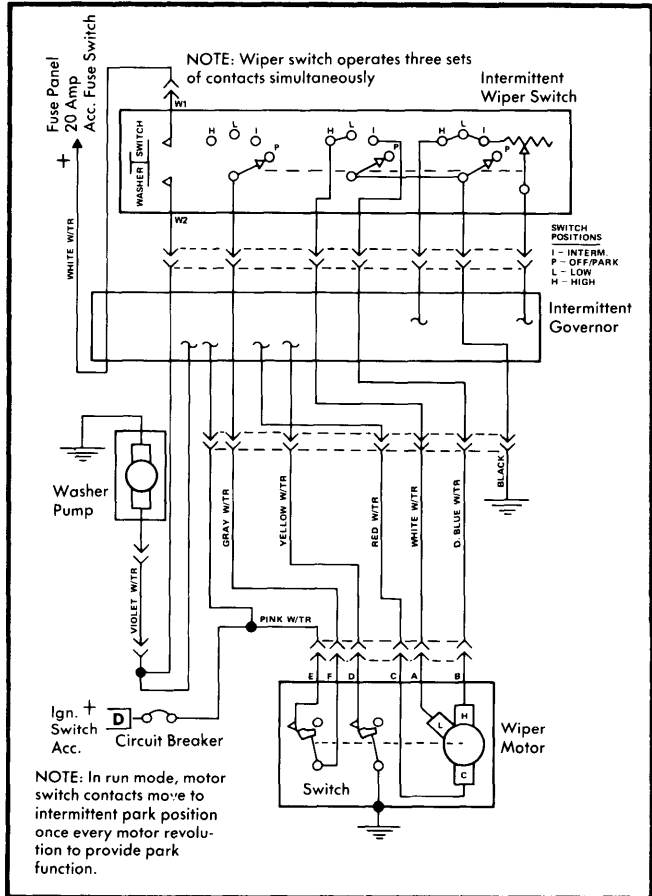 Fuse Panel
20 Amp
Acc. Fuse Switch
+
NOTE: Wiper switch operates three sets
of contacts simultaneously
Intermittent
Wiper Switch
W1
WASHER SWITCH
H L I P
H L I P
H L I P
W2
WHITE W/TR
SWITCH
POSITIONS
I - INTERM.
P - OFF/PARK
L - LOW
H - HIGH
Intermittent
Governor
Washer
Pump
GRAY W/TR
YELLOW W/TR
RED W/TR
WHITE W/TR
D. BLUE W/TR
BLACK
VIOLET W/TR
PINK W/TR
E F D C A B
Ign. +
Switch
Acc.
D
Circuit Breaker
L
H
C
Wiper
Motor
Switch
NOTE: In run mode, motor
switch contacts move to
intermittent park position
once every motor revolu-
tion to provide park
function.